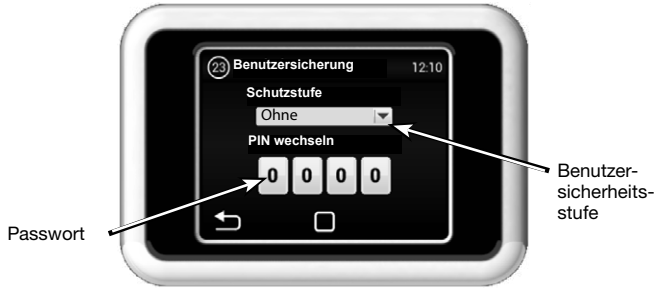 23 Benutzersicherung 12:10
Schutzstufe
Ohne
PIN wechseln
0 0 0 0
Benutzer-
sicherheits-
stufe
Passwort